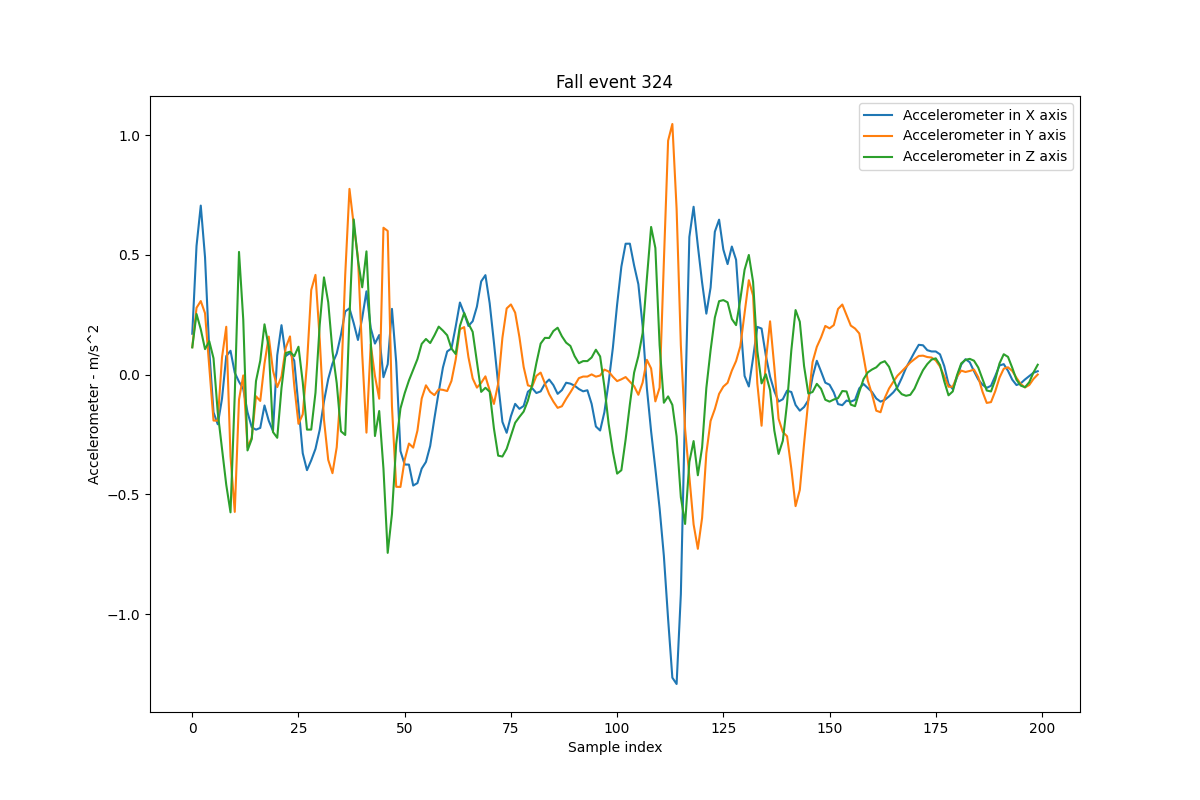 Fall event 324
Accelerometer in X axis
Accelerometer in Y axis
Accelerometer in Z axis
Accelerometer - m/s^2
1.0
0.5
0.0
−0.5
−1.0
0 25 50 75 100 125 150 175 200
Sample index